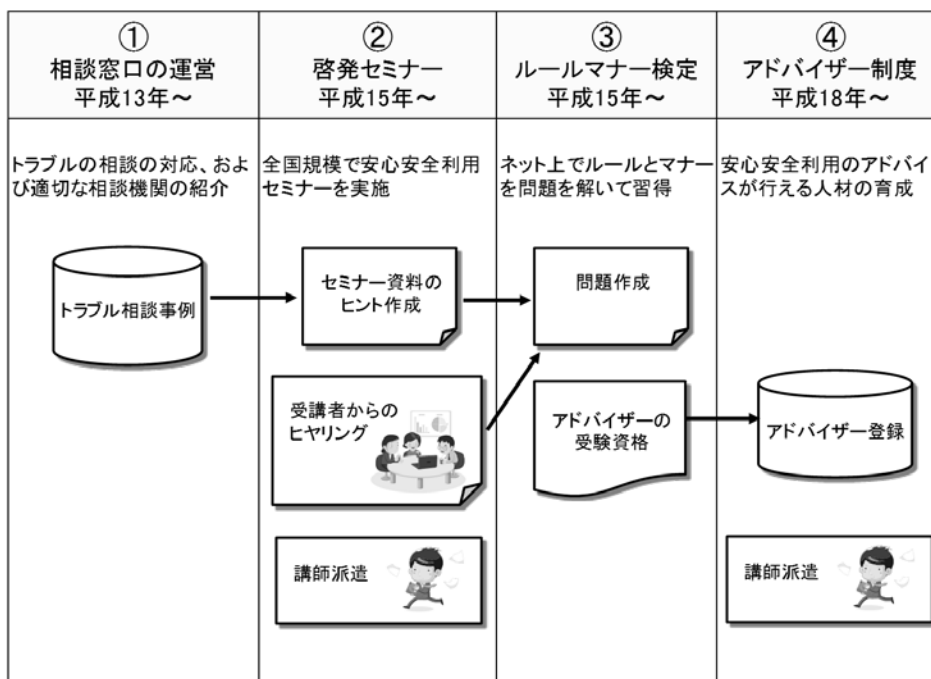 ①
相談窓口の運営
平成13年～
②
啓発セミナー
平成15年～
③
ルールマナー検定
平成15年～
④
アドバイザー制度
平成18年～
トラブルの相談の対応、およ
び適切な相談機関の紹介
全国規模で安心安全利用
セミナーを実施
ネット上でルールとマナー
を問題を解いて習得
安心安全利用のアドバイ
スが行える人材の育成
トラブル相談事例
セミナー資料の
ヒント作成
問題作成
受講者からの
ヒヤリング
アドバイザーの
受験資格
アドバイザー登録
講師派遣
講師派遣